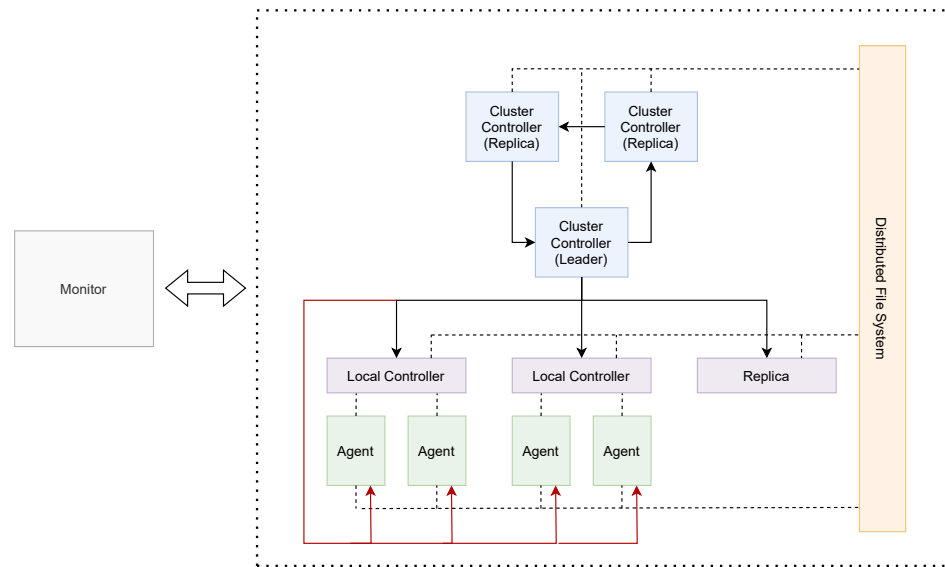 Cluster
Controller
(Replica)
Cluster
Controller
(Replica)
Cluster
Controller
(Leader)
Monitor
Distributed File System
Local Controller
Local Controller
Replica
Agent
Agent
Agent
Agent